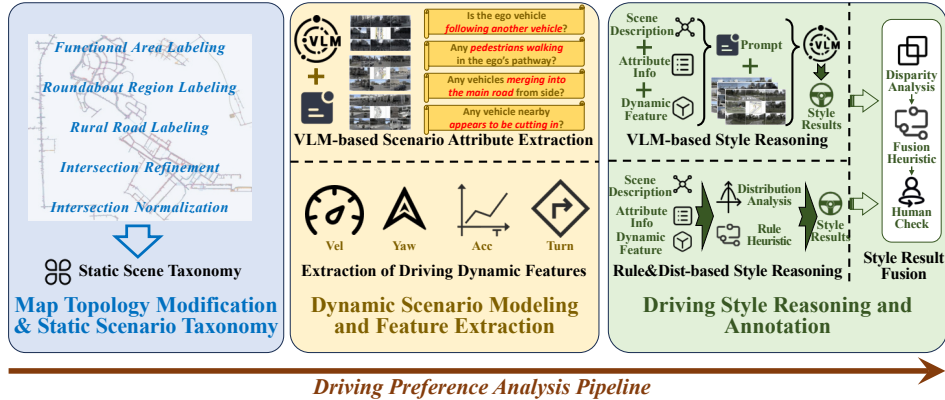 Functional Area Labeling
Roundabout Region Labeling
Rural Road Labeling
Intersection Refinement
Intersection Normalization
Static Scene Taxonomy
Map Topology Modification
& Static Scenario Taxonomy
VLM
Is the ego vehicle
following another vehicle?
Any pedestrians walking
in the ego's pathway?
Any vehicles merging into
the main road from side?
Any vehicle nearby
appears to be cutting in?
VLM-based Scenario Attribute Extraction
Vel
Yaw
Acc
T
Turn
Extraction of Driving Dynamic Features
Dynamic Scenario Modeling
and Feature Extraction
Scene
Description
Attribute
Info
Dynamic
Feature
Prompt
VLM
Style
Results
VLM-based Style Reasoning
Scene
Description
Attribute
Info
Dynamic
Feature
Distribution
Analysis
Rule
Heuristic
Style
Results
Rule&Dist-based Style Reasoning
Disparity
Analysis
Fusion
Heuristic
Human
Check
Style Result
Fusion
Driving Style Reasoning and
Annotation
Driving Preference Analysis Pipeline